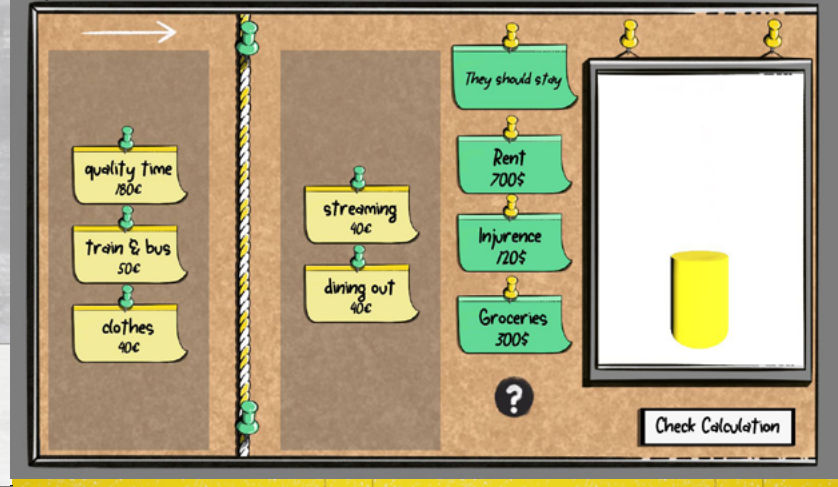 quality time
180€
train & bus
50€
clothes
40€
streaming
40€
dining out
40€
They should stay
Rent
700$
Injurence
120$
Groceries
300$
?
Check Calculation